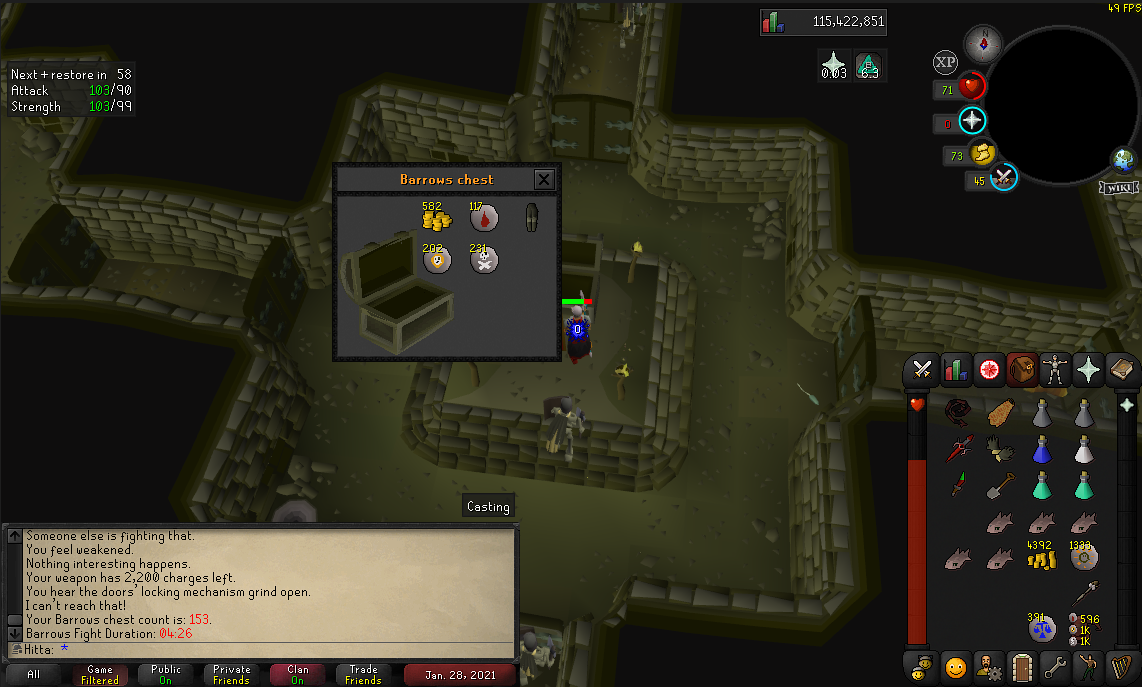 49 FPS
115,422,851
Next + restore in 58
Attack 103/90
Strength 103/99
0.03
6.3
N
XP
71
0
73
45
WIKI
Barrows chest
582
117
202
231
0
Casting
Someone else is fighting that.
You feel weakened.
Nothing interesting happens.
Your weapon has 2,200 charges left.
You hear the doors' locking mechanism grind open.
I can't reach that!
Your Barrows chest count is: 153.
Barrows Fight Duration: 04:26
Hitta: *
4392
1333
391
596
1K
1K
All
Game
Filtered
Public
On
Private
Friends
Clan
On
Trade
Friends
Jan. 28, 2021